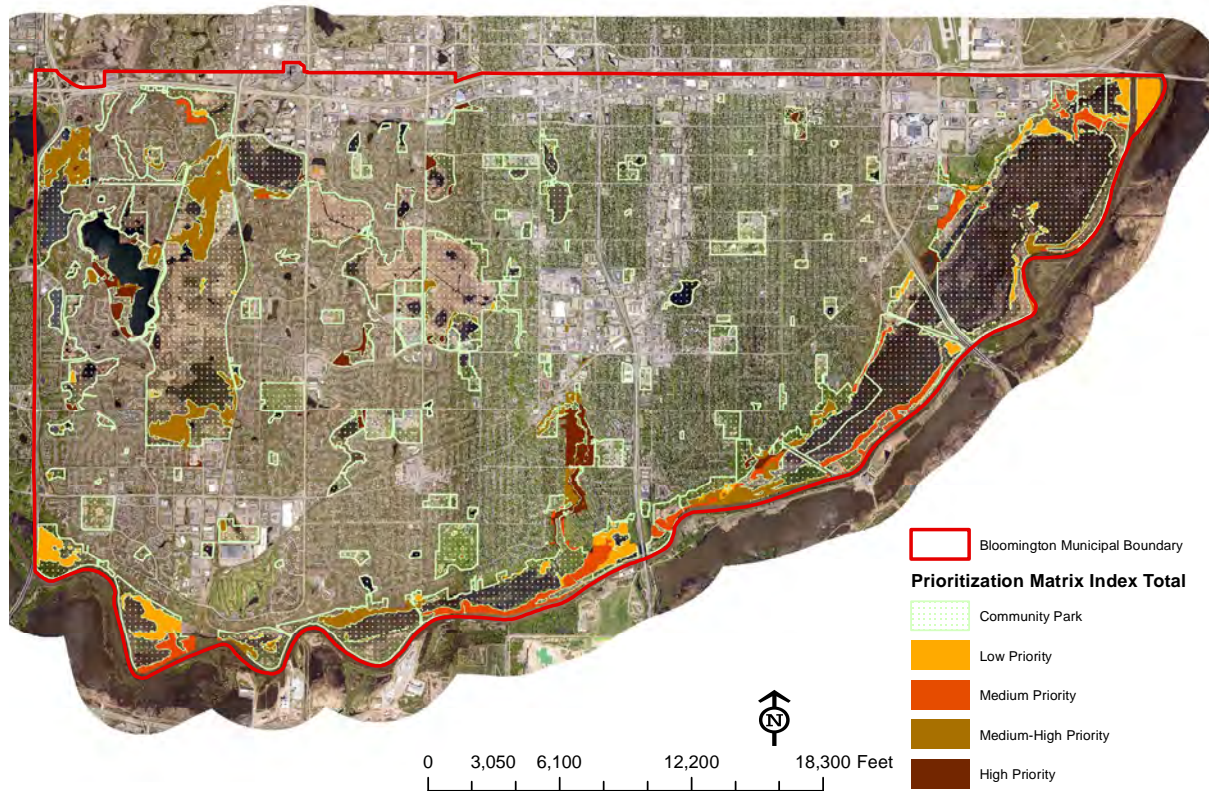 Bloomington Municipal Boundary
Prioritization Matrix Index Total
Community Park
Low Priority
Medium Priority
Medium-High Priority
High Priority
N
0 3,050 6,100 12,200 18,300 Feet